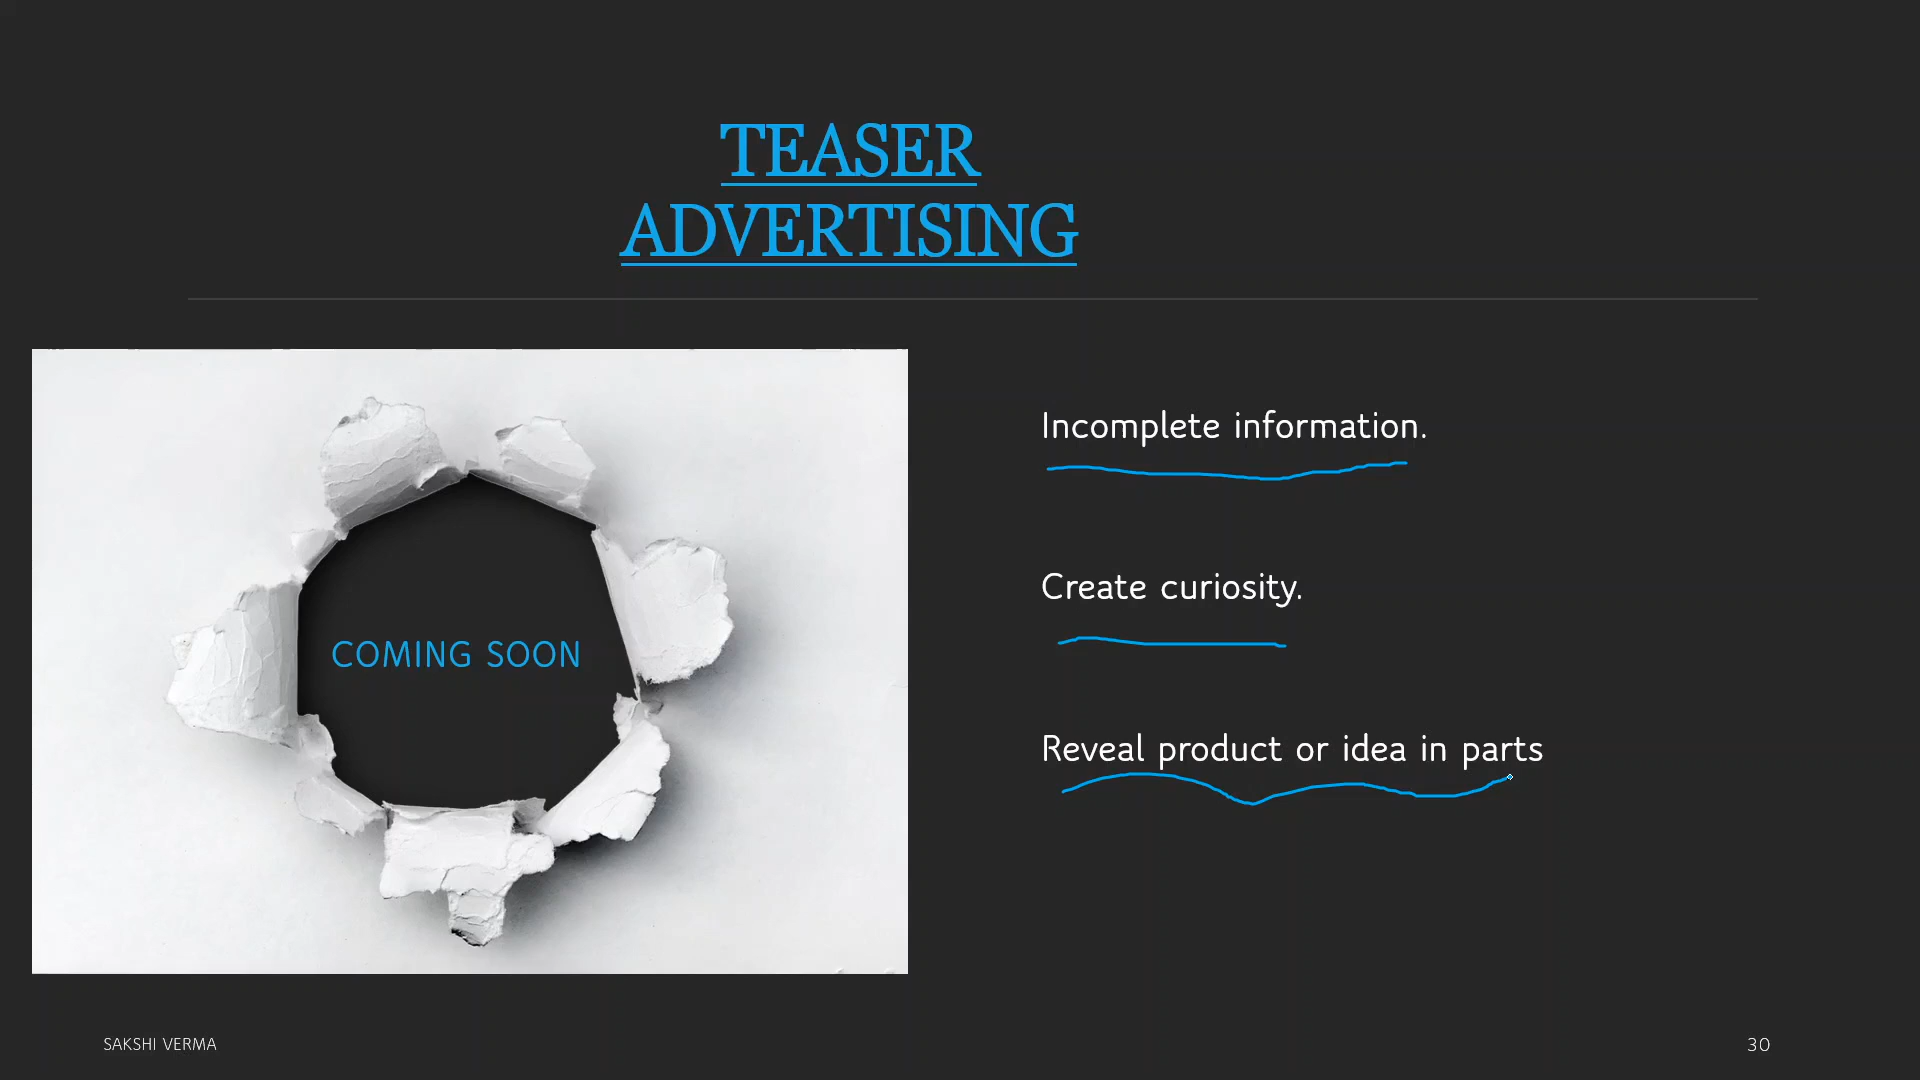 TEASER
ADVERTISING
COMING SOON
Incomplete information.
Create curiosity.
Reveal product or idea in parts
SAKSHI VERMA
30